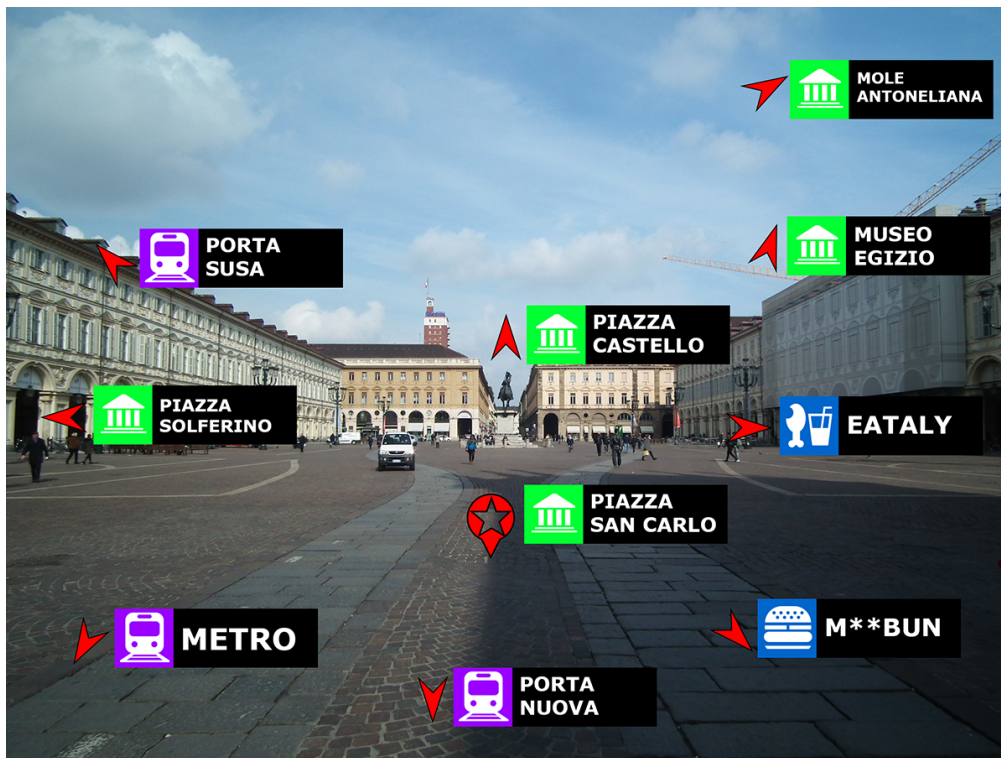 MOLE
ANTONELIANA
PORTA
SUSA
MUSEO
EGIZIO
PIAZZA
CASTELLO
PIAZZA
SOLFERINO
EATALY
PIAZZA
SAN CARLO
METRO
M**BUN
PORTA
NUOVA